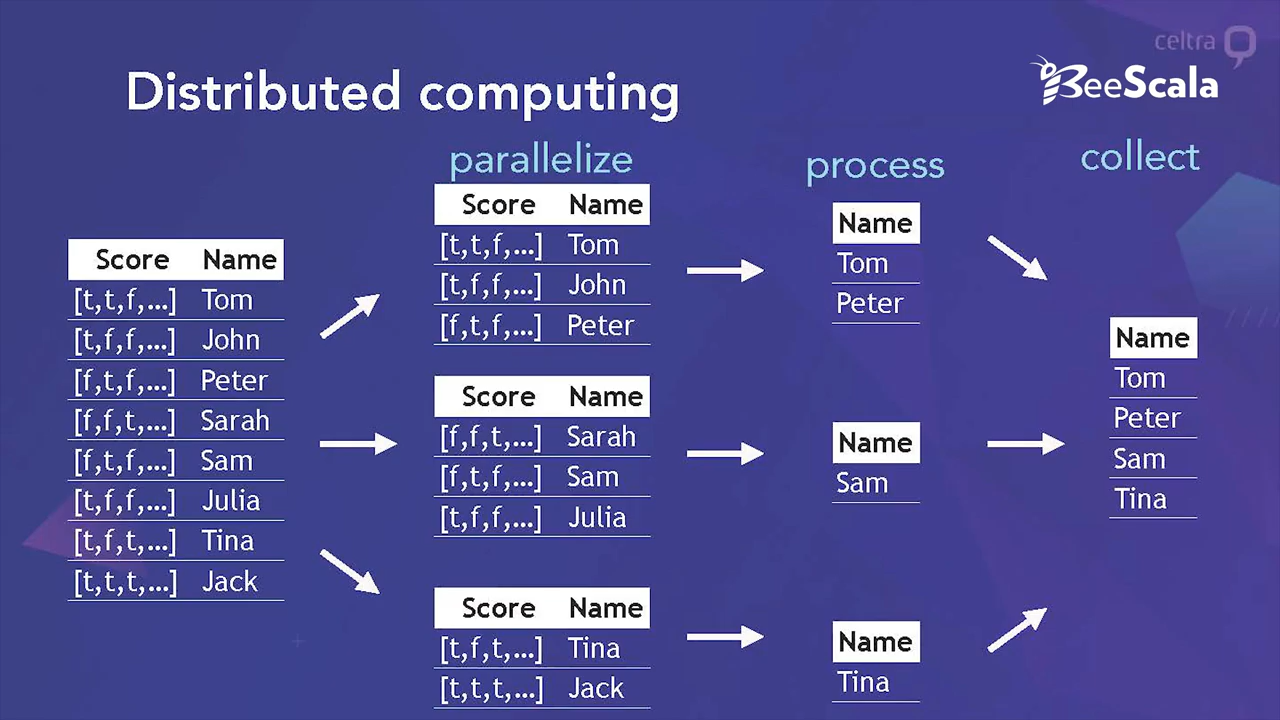 celtra
BeeScala
Distributed computing
parallelize
process
collect
Score Name
[t,t,f,...] Tom
[t,f,f,...] John
[f,t,f,...] Peter
[f,f,t,...] Sarah
[f,t,f,...] Sam
[t,f,f,...] Julia
[t,f,t,...] Tina
[t,t,t,...] Jack
Score Name
[t,t,f,...] Tom
[t,f,f,...] John
[f,t,f,...] Peter
Score Name
[f,f,t,...] Sarah
[f,t,f,...] Sam
[t,f,f,...] Julia
Score Name
[t,f,t,...] Tina
[t,t,t,...] Jack
Name
Tom
Peter
Name
Sam
Name
Tina
Name
Tom
Peter
Sam
Tina